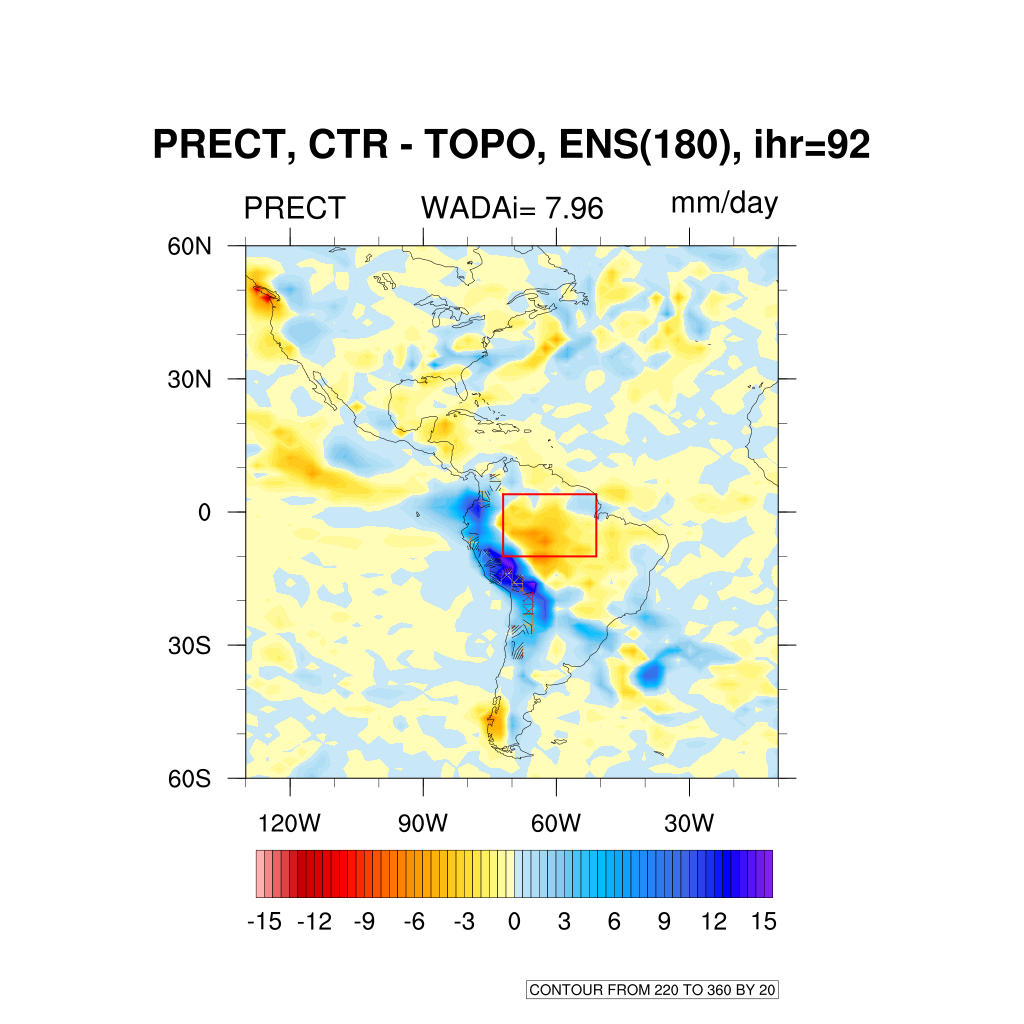 PRECT, CTR - TOPO, ENS(180), ihr=92
PRECT WADAi= 7.96 mm/day
60N
30N
0
30S
60S
120W 90W 60W 30W
-15 -12 -9 -6 -3 0 3 6 9 12 15
CONTOUR FROM 220 TO 360 BY 20